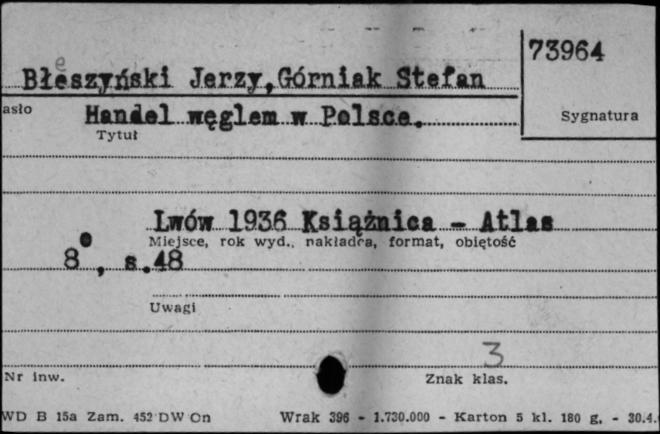 73964
Błeszyński Jerzy, Górniak Stefan
asło
Handel węglem w Polsce.
Sygnatura
Tytuł
Lwów 1936 Książnica - Atlas
Miejsce, rok wyd., nakładca, format, objętość
8°, s.48
Uwagi
3
Nr inw.
Znak klas.
WD B 15a Zam. 452 DW On Wrak 396 - 1.730.000 - Karton 5 kl. 180 g. - 30.4.